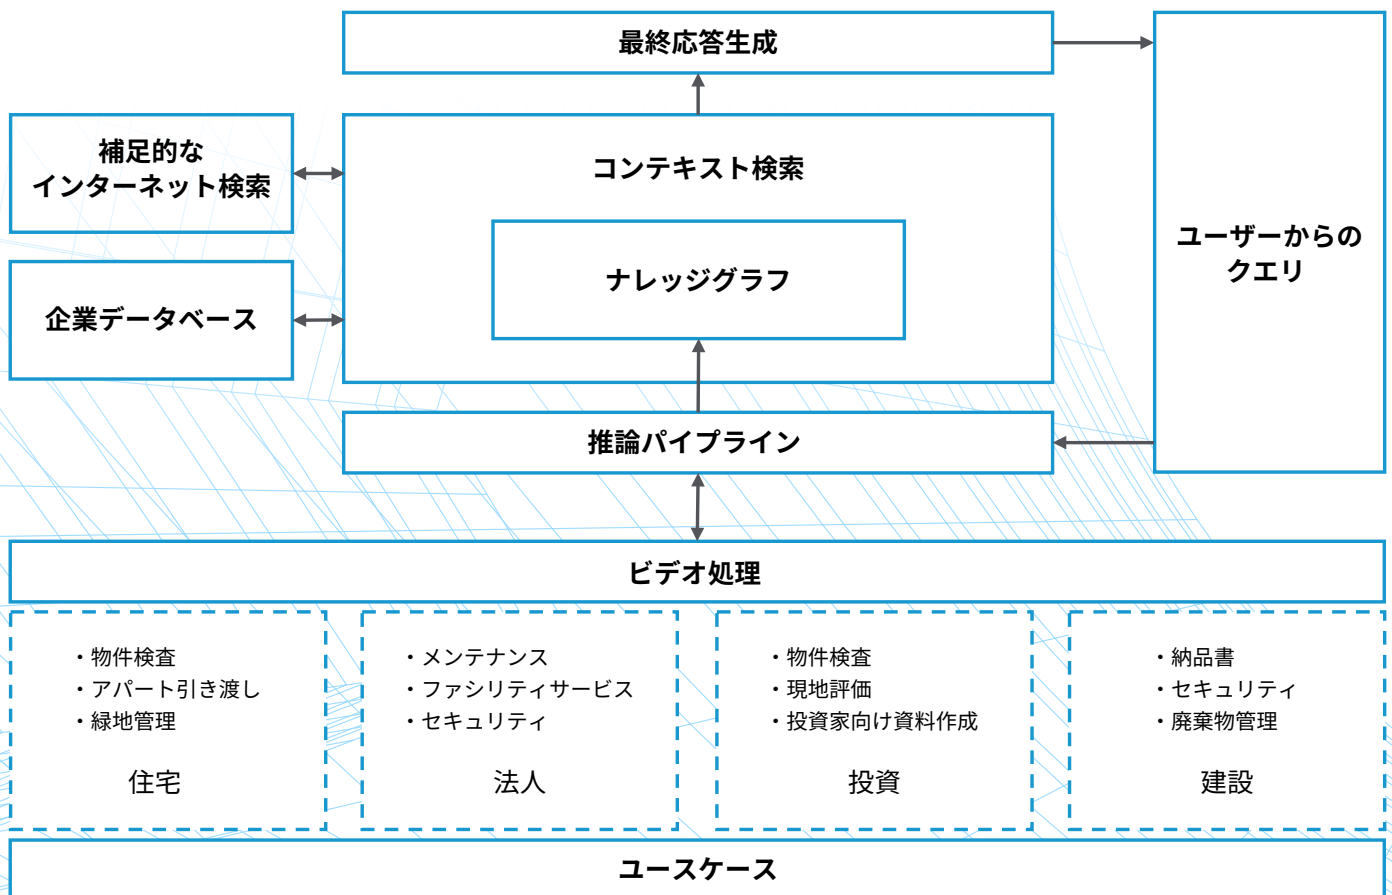 最終応答生成
補足的な
インターネット検索
コンテキスト検索
ユーザーからの
クエリ
ナレッジグラフ
企業データベース
推論パイプライン
ビデオ処理
・物件検査
・アパート引き渡し
・緑地管理
住宅
・メンテナンス
・ファシリティサービス
・セキュリティ
法人
・物件検査
・現地評価
・投資家向け資料作成
投資
・納品書
・セキュリティ
・廃棄物管理
建設
ユースケース